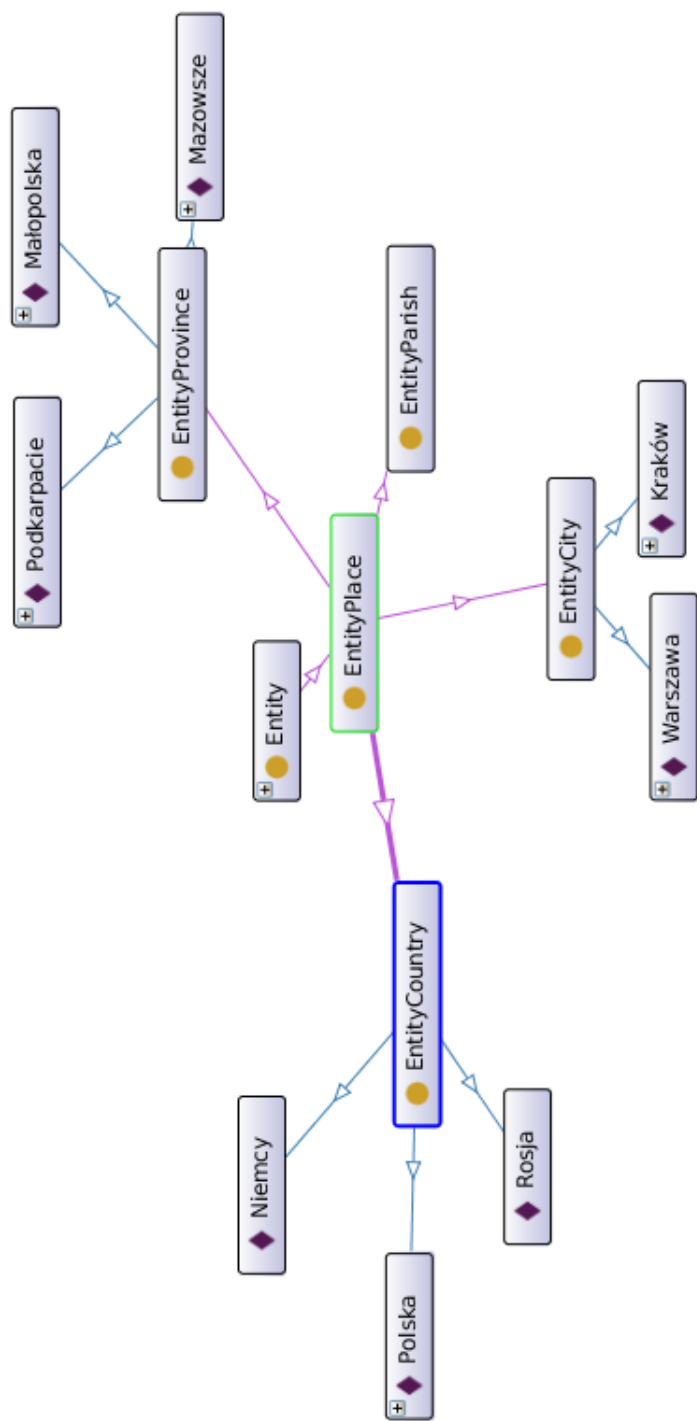 Małopolska
Mazowsze
Podkarpacie
EntityProvince
EntityParish
Entity
EntityPlace
EntityCity
Kraków
Warszawa
EntityCountry
Niemcy
Polska
Rosja